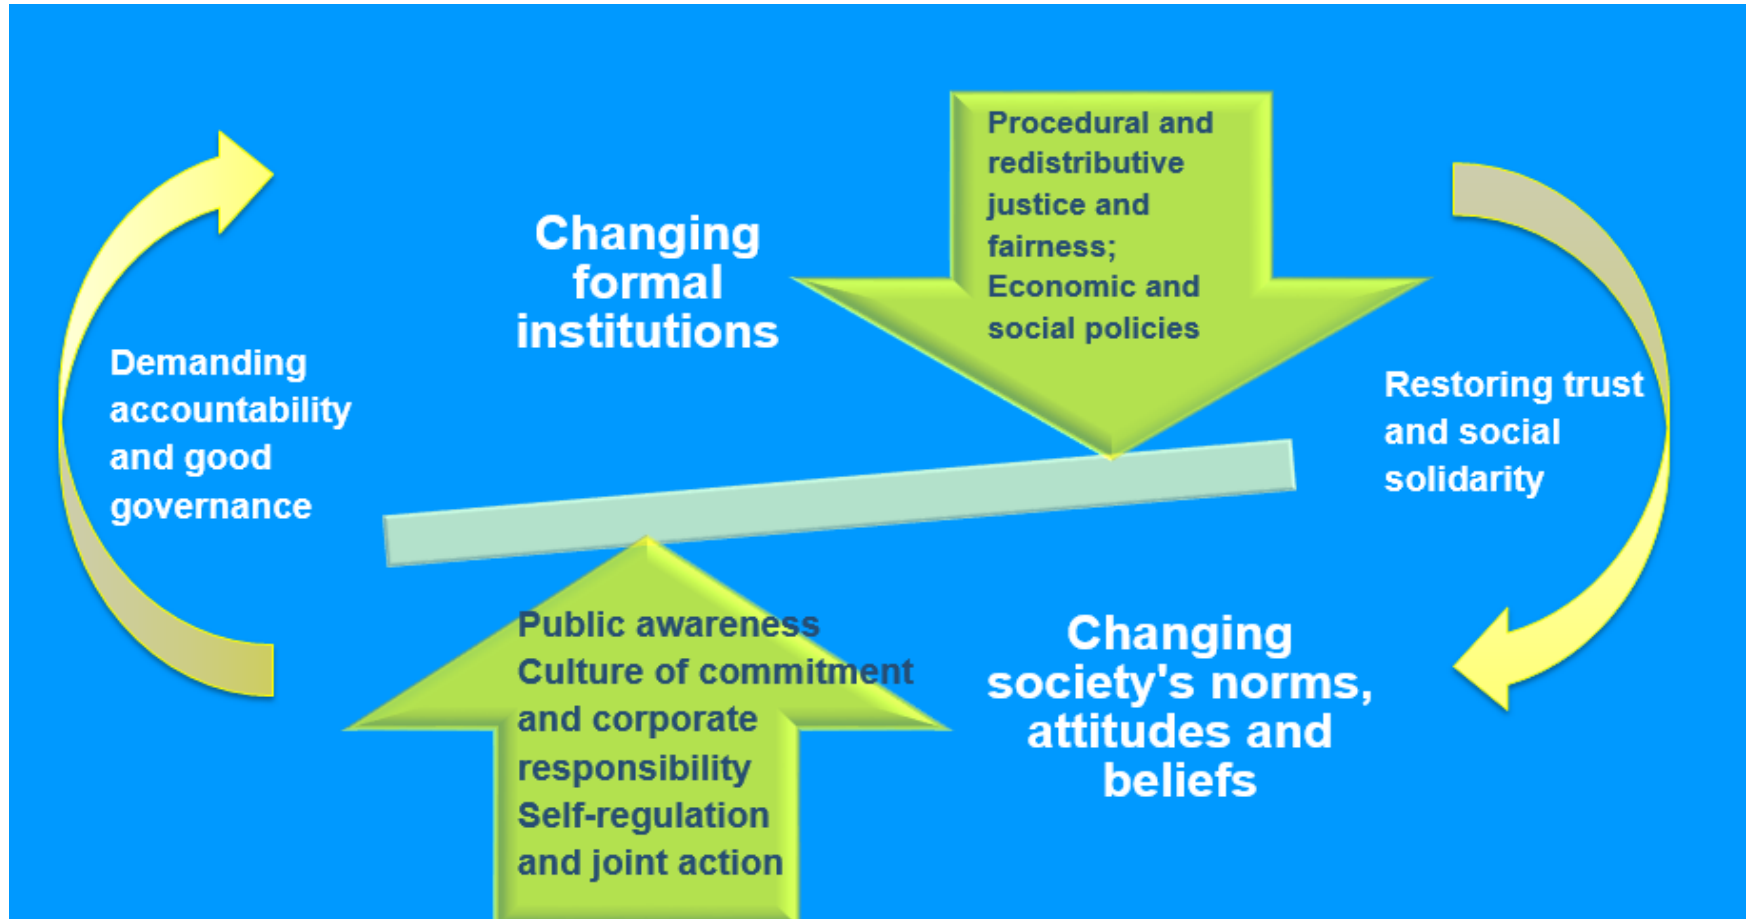 Procedural and
redistributive
justice and
fairness;
Economic and
social policies
Changing
formal
institutions
Demanding
accountability
and good
governance
Restoring trust
and social
solidarity
Public awareness
Culture of commitment
and corporate
responsibility
Self-regulation
and joint action
Changing
society's norms,
attitudes and
beliefs